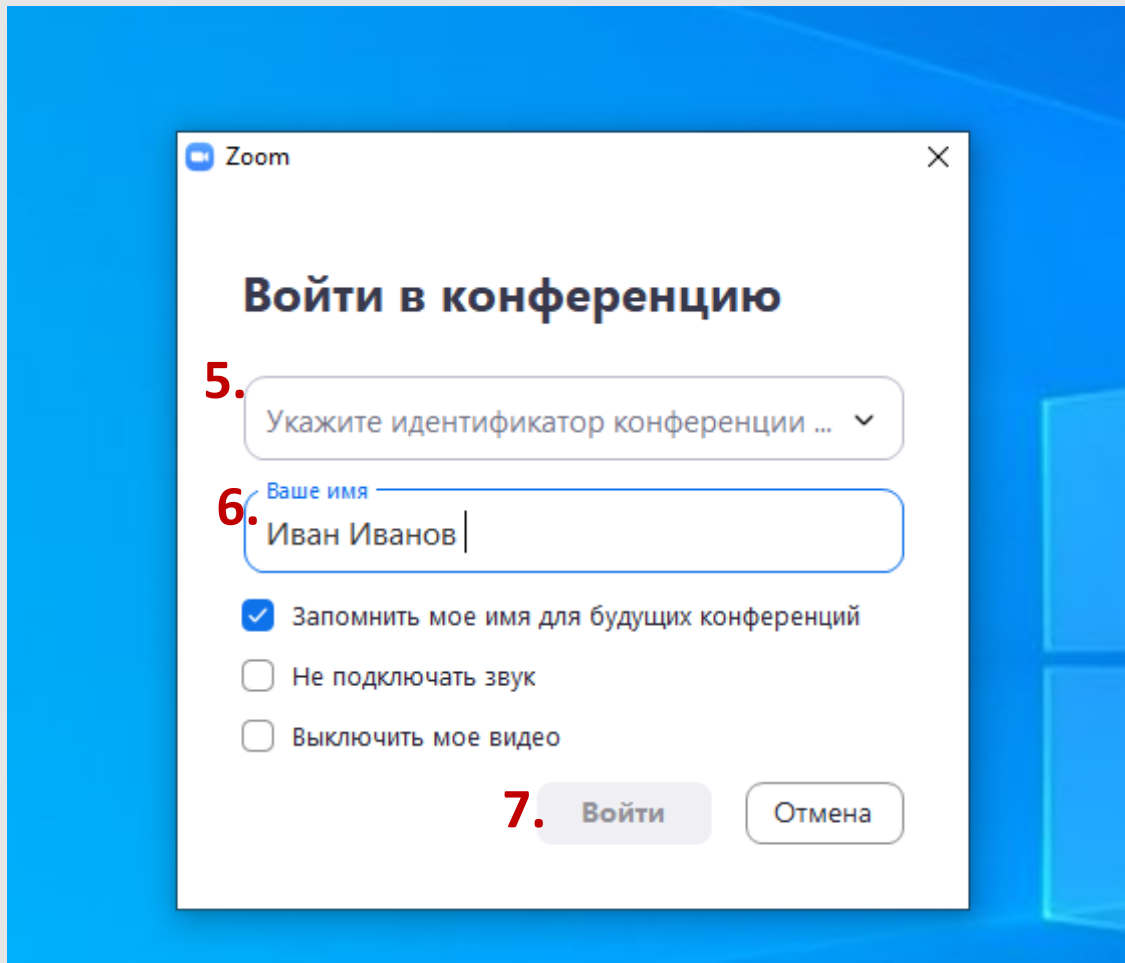 Zoom
Войти в конференцию
5.
Укажите идентификатор конференции ...
Ваше имя
6.
Иван Иванов
Запомнить мое имя для будущих конференций
Не подключать звук
Выключить мое видео
7. Войти Отмена